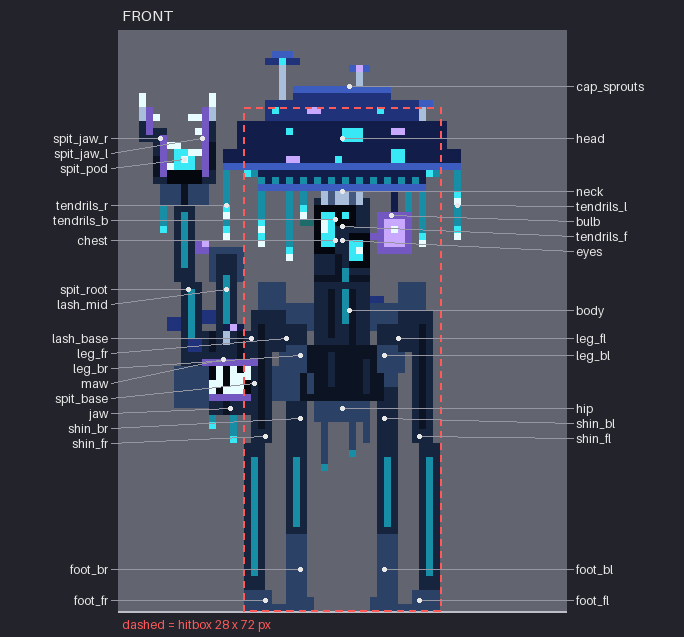 FRONT
cap_sprouts
spit_jaw_r
head
spit_jaw_l
spit_pod
neck
tendrils_r
tendrils_l
tendrils_b
bulb
tendrils_f
chest
eyes
spit_root
lash_mid
body
lash_base
leg_fl
leg_fr
leg_bl
leg_br
maw
spit_base
jaw
hip
shin_br
shin_bl
shin_fr
shin_fl
foot_br
foot_bl
foot_fr
foot_fl
dashed = hitbox 28 x 72 px